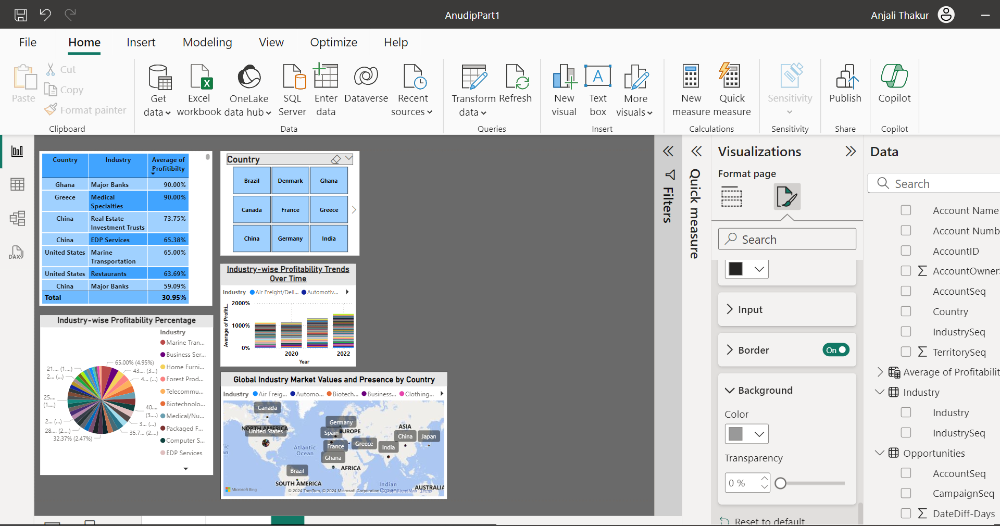 AnudipPart1
Anjali Thakur
File Home Insert Modeling View Optimize Help
Paste
Cut
Copy
Format painter
Clipboard
Get data
Excel workbook
OneLake data hub
SQL Server
Enter data
Dataverse
Recent sources
Data
Transform data
Refresh
Queries
New visual
Text box
More visuals
Insert
New measure
Quick measure
Calculations
Sensitivity
Sensitivity
Publish
Share
Copilot
Copilot
DAX
Country Industry Average of Profitibilty
Ghana Major Banks 90.00%
Greece Medical Specialties 90.00%
China Real Estate Investment Trusts 73.75%
China EDP Services 65.38%
United States Marine Transportation 65.00%
United States Restaurants 63.69%
China Major Banks 59.09%
Total 30.95%
Country
Brazil Denmark Ghana
Canada France Greece
China Germany India
Industry-wise Profitability Trends
Over Time
Industry Air Freight/Deli... Automotiv...
Average of Profiti...
2000%
1000%
0%
2020 2022
Year
Industry-wise Profitability Percentage
Industry
Marine Tran...
Business Ser...
Home Furni...
Forest Prod...
Telecommu...
Biotechnolo...
Medical/Nu...
Packaged F...
Computer S...
EDP Services
65.00% (4.95%)
43.... (3...)
4... (...)
40....
(3....)
3... (...)
35.7... (2....)
32.37% (2.47%)
28.... (2....)
2... (...)
25....
(1....)
2... (...)
21.... (1....)
Global Industry Market Values and Presence by Country
Industry Air Freig... Automo... Biotech... Business... Clothing...
Canada
NORTH AMERICA
United States
Germany
Spain
EUROPE
France
Greece
Ghana
ASIA
China
Japan
India
Atlantic
Ocean
AFRICA
Brazil
SOUTH AMERICA
Indian
AUSTRALIA
Microsoft Bing
© 2024 TomTom, © 2024 Microsoft Corporation, © OpenStreetMap Terms
Filters
Quick measure
Visualizations
Format page
Search
Input
Border On
Background
Color
Transparency
0 %
Reset to default
Data
Search
Account Name
Account Numb
AccountID
AccountOwnerS
AccountSeq
Country
IndustrySeq
TerritorySeq
Average of Profitabilit
Industry
Industry
IndustrySeq
Opportunities
AccountSeq
CampaignSeq
DateDiff-Days